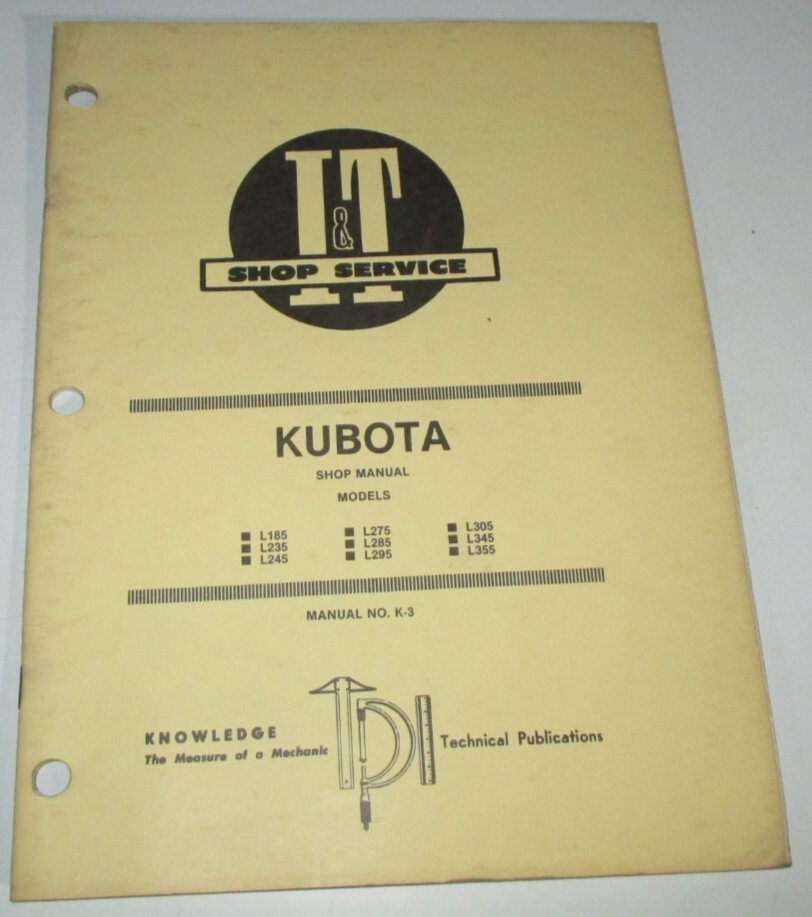 I&T
SHOP SERVICE
KUBOTA
SHOP MANUAL
MODELS
L185 L275 L305
L235 L285 L345
L245 L295 L355
MANUAL NO. K-3
KNOWLEDGE
The Measure of a Mechanic
TPI
Technical Publications